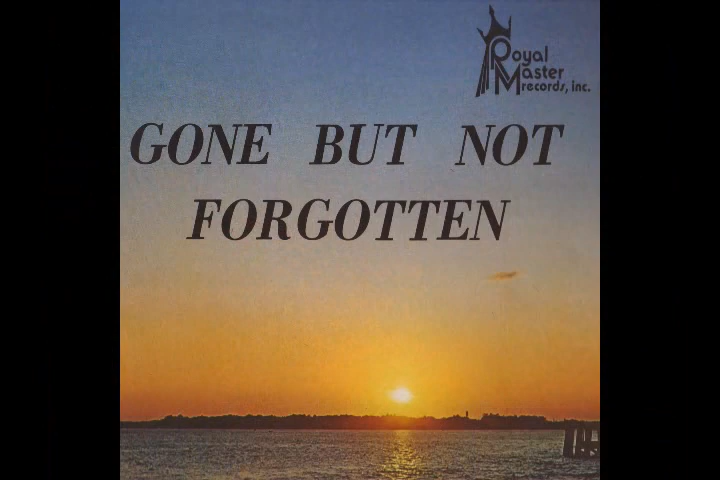 Royal
Master
records, inc.
GONE BUT NOT
FORGOTTEN